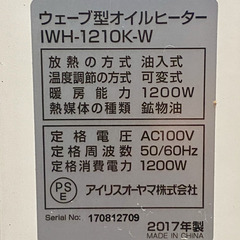 ウェーブ型オイルヒーター
IWH-1210K-W
放熱の方式 油入式
温度調節の方式 可変式
暖房能力 1200W
熱媒体の種類 鉱物油
定格電圧 AC100V
定格周波数 50/60Hz
定格消費電力 1200W
PSE アイリスオーヤマ株式会社
Serial No: 170812709 2017年製
MADE IN CHINA